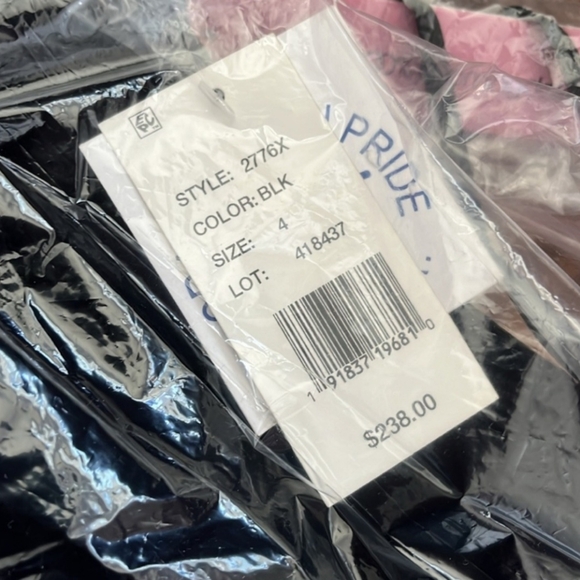 STYLE: 2776X
COLOR: BLK
SIZE: 4
LOT: 418437
1 91837 19681 0
$238.00
PRIDE